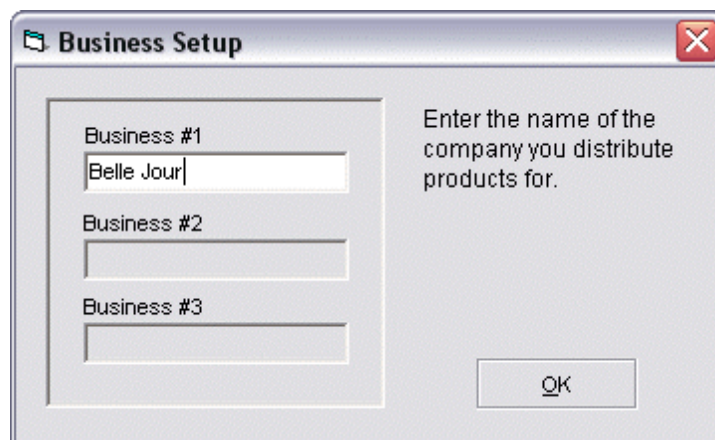 Business Setup
Business #1
Belle Jour
Business #2
Business #3
Enter the name of the
company you distribute
products for.
OK